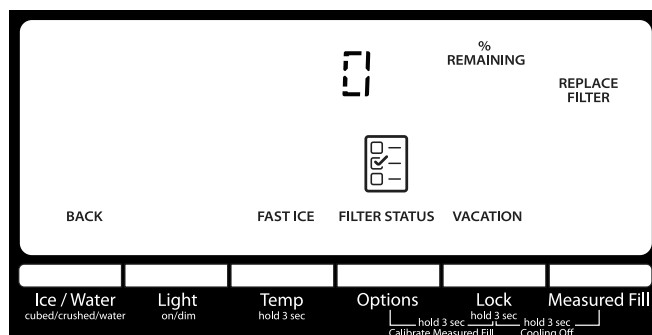 0
%
REMAINING
REPLACE
FILTER
BACK
FAST ICE
FILTER STATUS
VACATION
Ice / Water
cubed/crushed/water
Light
on/dim
Temp
hold 3 sec
Options
Lock
hold 3 sec
Measured Fill
hold 3 sec
Calibrate Measured Fill
hold 3 sec
Cooling Off